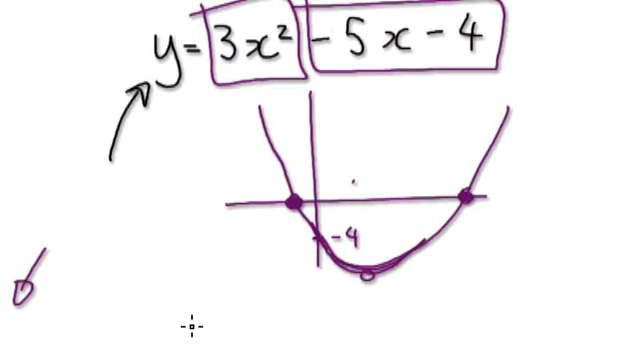 y = 3x² - 5x - 4
-4